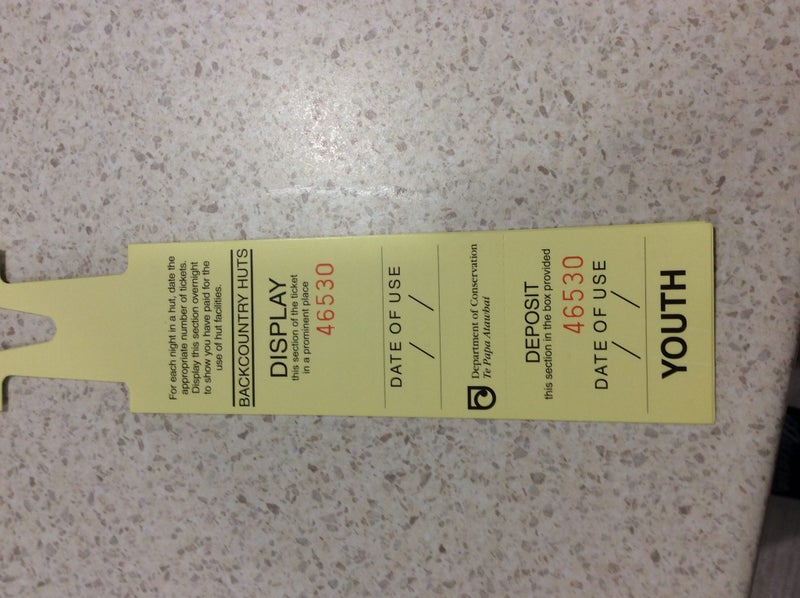 For each night in a hut, date the
appropriate number of tickets.
Display this section overnight
to show you have paid for the
use of hut facilities.
BACKCOUNTRY HUTS
DISPLAY
this section of the ticket
in a prominent place
46530
DATE OF USE
/ /
Department of Conservation
Te Papa Atawhai
DEPOSIT
this section in the box provided
46530
DATE OF USE
/ /
YOUTH